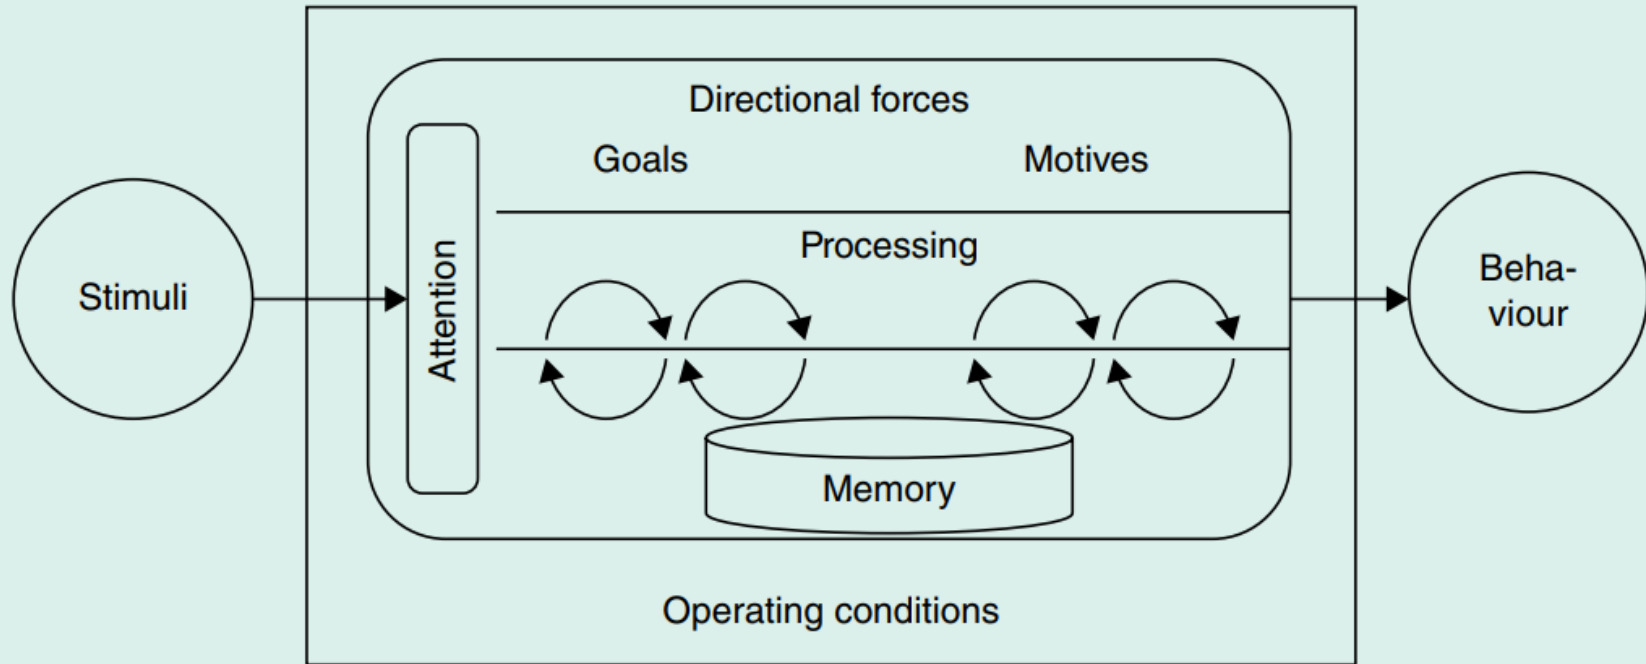 Directional forces
Goals
Motives
Processing
Stimuli
Attention
Beha-
viour
Memory
Operating conditions